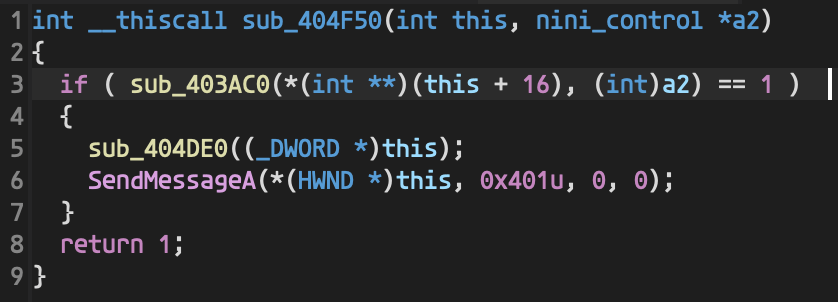 1 int __thiscall sub_404F50(int this, nini_control *a2)
2 {
3   if ( sub_403AC0(*(int **)(this + 16), (int)a2) == 1 )
4   {
5     sub_404DE0((_DWORD *)this);
6     SendMessageA(*(HWND *)this, 0x401u, 0, 0);
7   }
8   return 1;
9 }